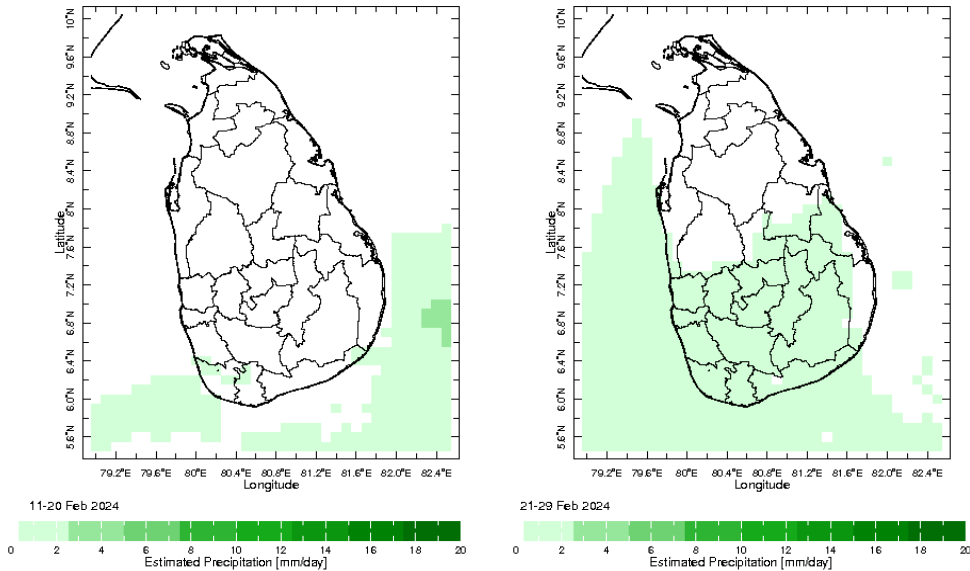 10°N
9.6°N
9.2°N
8.8°N
8.4°N
8°N
7.6°N
7.2°N
6.8°N
6.4°N
6.0°N
5.6°N
Latitude
79.2°E 79.6°E 80°E 80.4°E 80.8°E 81.2°E 81.6°E 82.0°E 82.4°E
Longitude
11-20 Feb 2024
0 2 4 6 8 10 12 14 16 18 20
Estimated Precipitation [mm/day]
10°N
9.6°N
9.2°N
8.8°N
8.4°N
8°N
7.6°N
7.2°N
6.8°N
6.4°N
6.0°N
5.6°N
Latitude
79.2°E 79.6°E 80°E 80.4°E 80.8°E 81.2°E 81.6°E 82.0°E 82.4°E
Longitude
21-29 Feb 2024
0 2 4 6 8 10 12 14 16 18 20
Estimated Precipitation [mm/day]